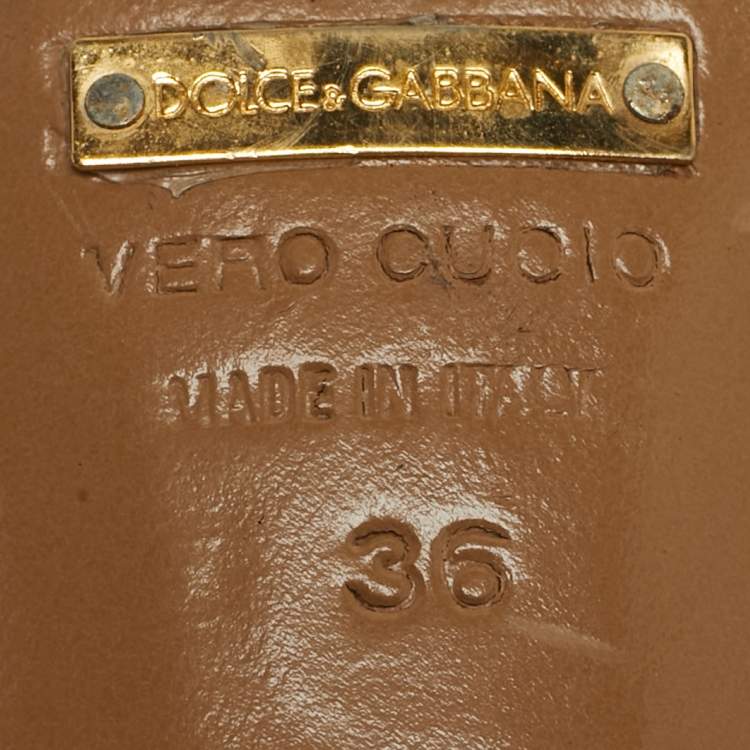 DOLCE&GABBANA
VERO CUOIO
MADE IN ITALY
36